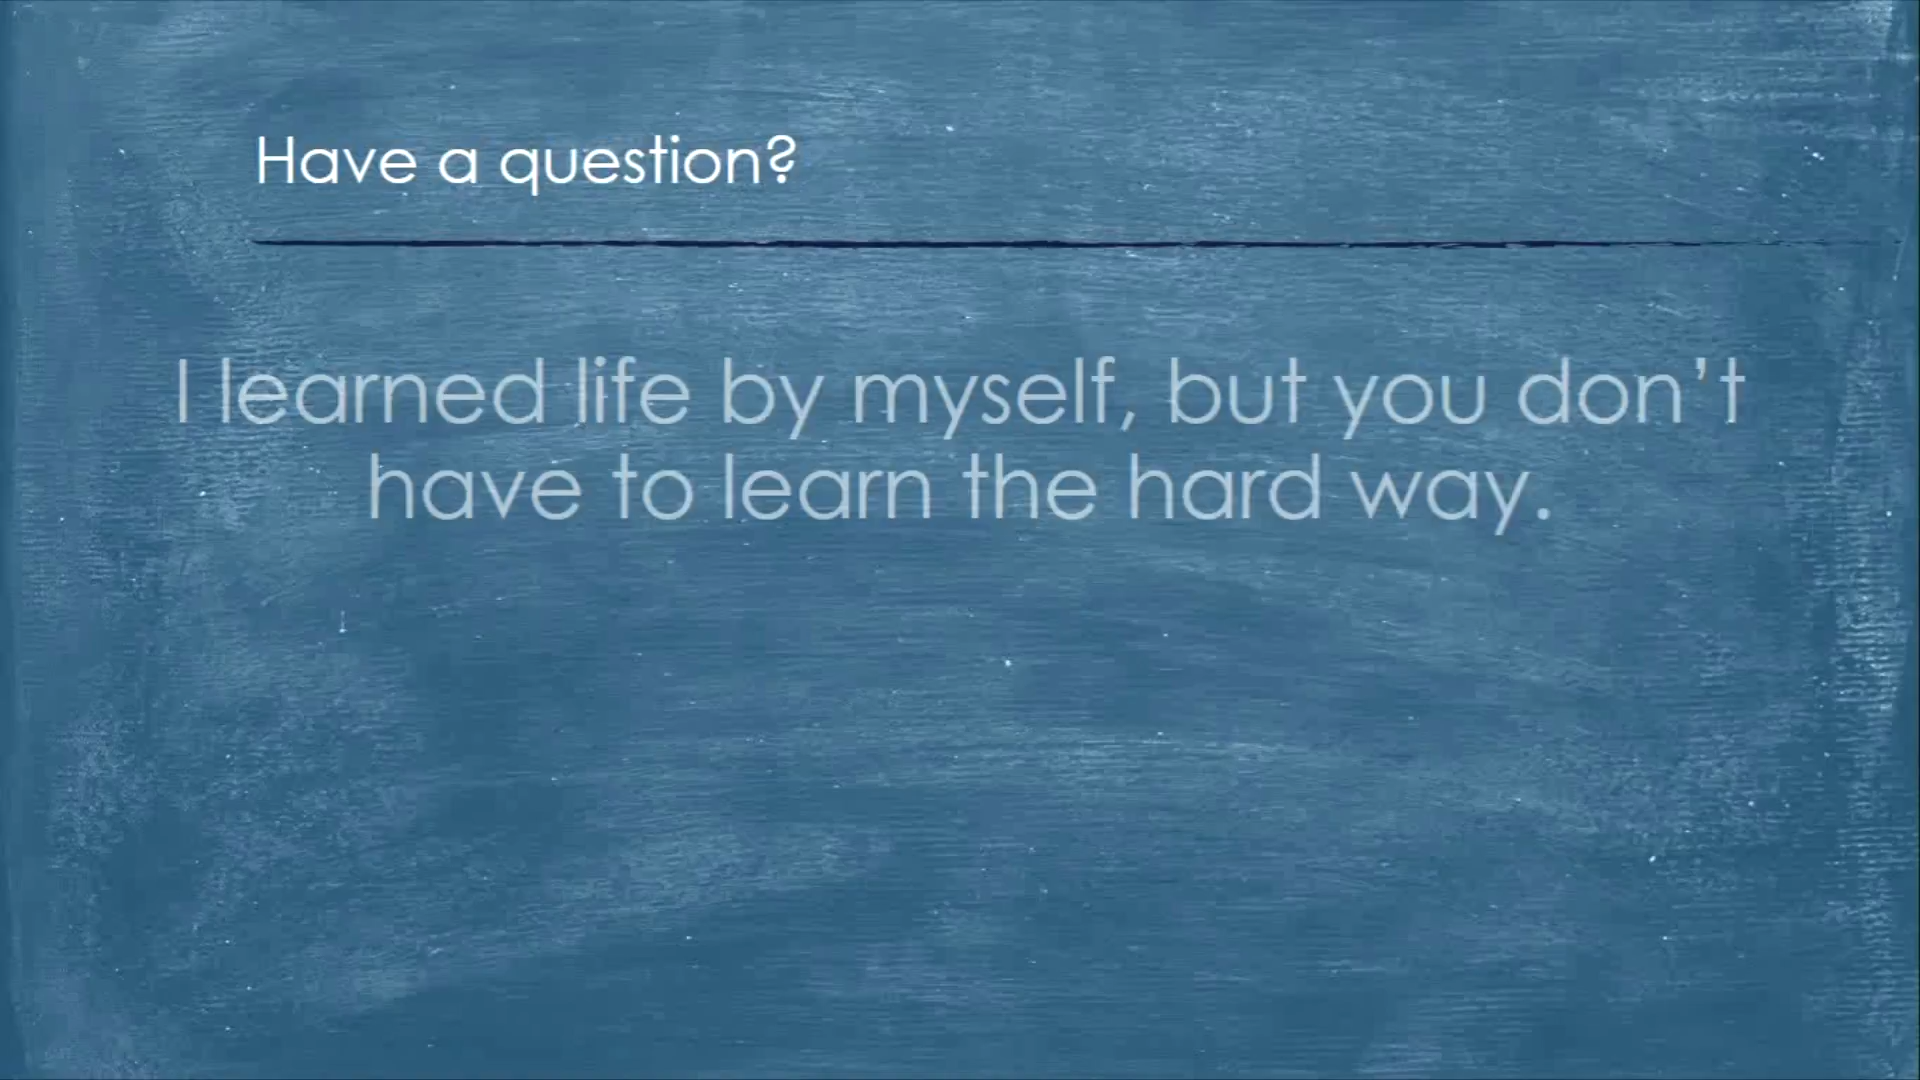 Have a question?
I learned life by myself, but you don’t
have to learn the hard way.